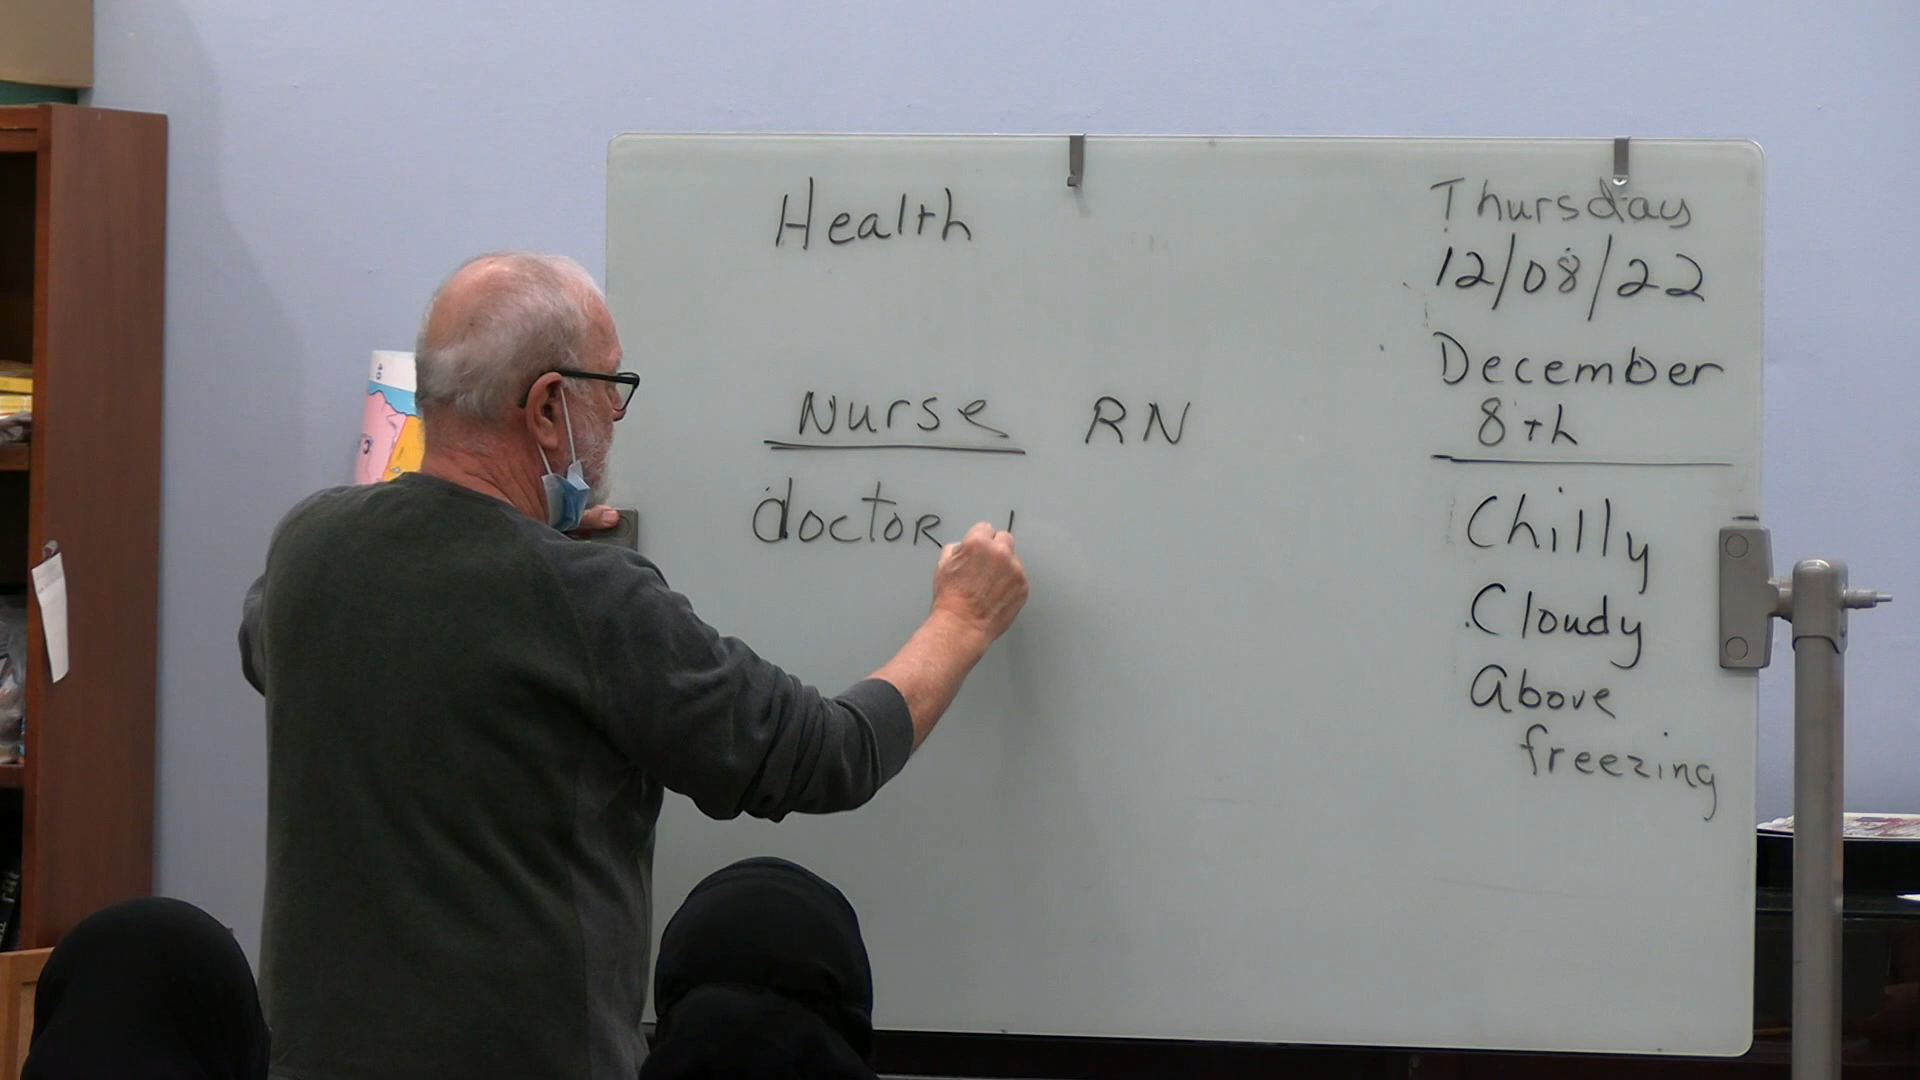 Health
Nurse RN
doctor
Thursday
12/08/22
December
8th
Chilly
Cloudy
Above
freezing